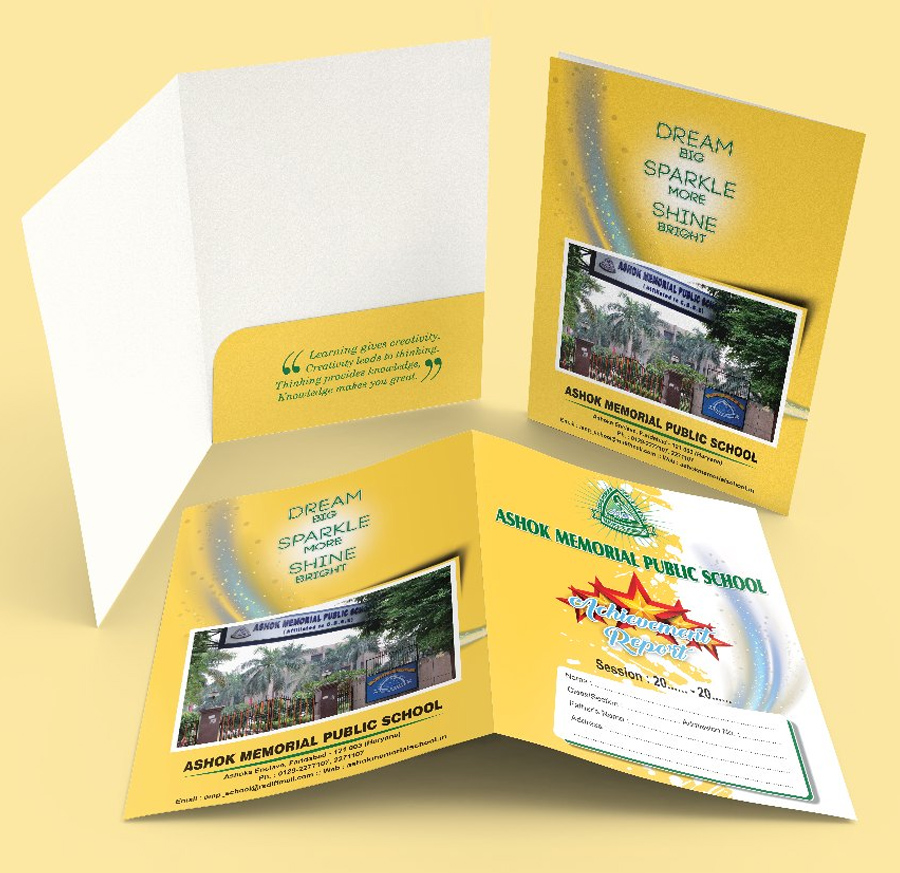 “ Learning gives creativity,
Creativity leads to thinking.
Thinking provides knowledge,
Knowledge makes you great. ”
DREAM
BIG
SPARKLE
MORE
SHINE
BRIGHT
ASHOK MEMORIAL PUBLIC SCH
(Affiliated to C.B.S.E)
ASHOK MEMORIAL PUBLIC SCHOOL
Ashoka Enclave, Faridabad - 121 003 (Haryana)
Ph. : 0129-2277107, 2277107
Email : amp_school@rediffmail.com :: Web : ashokmemorialschool.in
DREAM
BIG
SPARKLE
MORE
SHINE
BRIGHT
ASHOK MEMORIAL PUBLIC SCH
(Affiliated to C.B.S.E)
ASHOK MEMORIAL PUBLIC SCHOOL
Ashoka Enclave, Faridabad - 121 003 (Haryana)
Ph. : 0129-2277107, 2271107
Email : amp_school@rediffmail.com :: Web : ashokmemorialschool.in
ASHOK MEMORIAL PUBLIC SCHOOL
Achievement
Report
Session : 20...... - 20......
Name
Class/Section Admission No.
Father's Name
Address